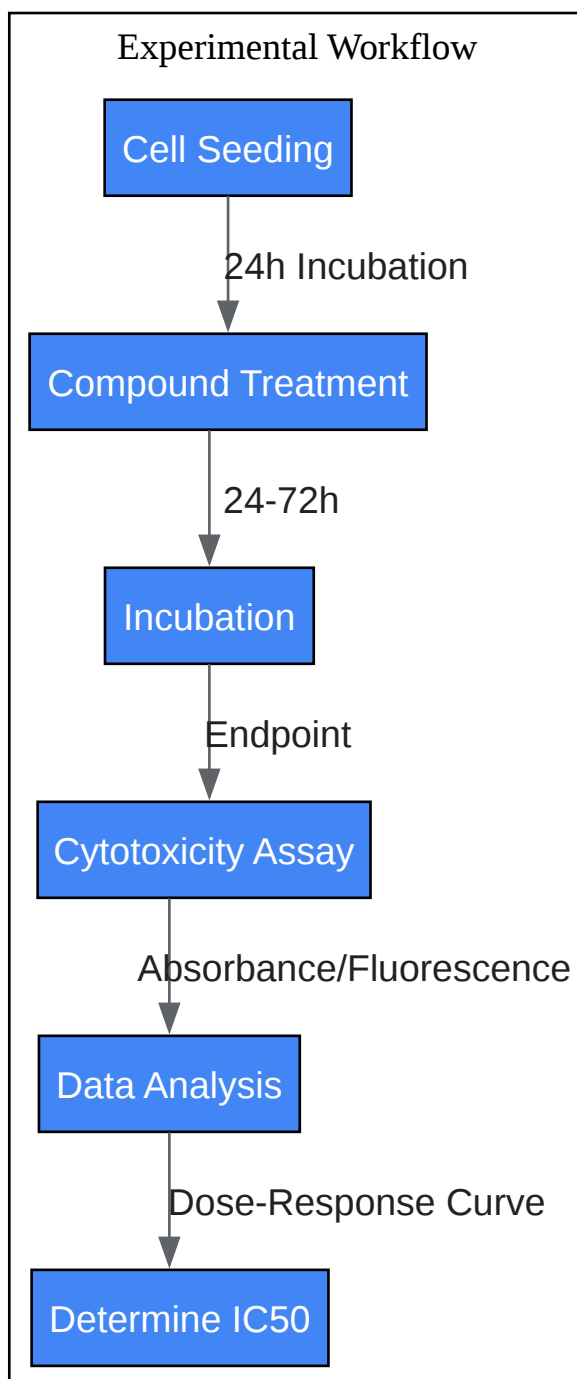 Experimental Workflow
Cell Seeding
24h Incubation
Compound Treatment
24-72h
Incubation
Endpoint
Cytotoxicity Assay
Absorbance/Fluorescence
Data Analysis
Dose-Response Curve
Determine IC50